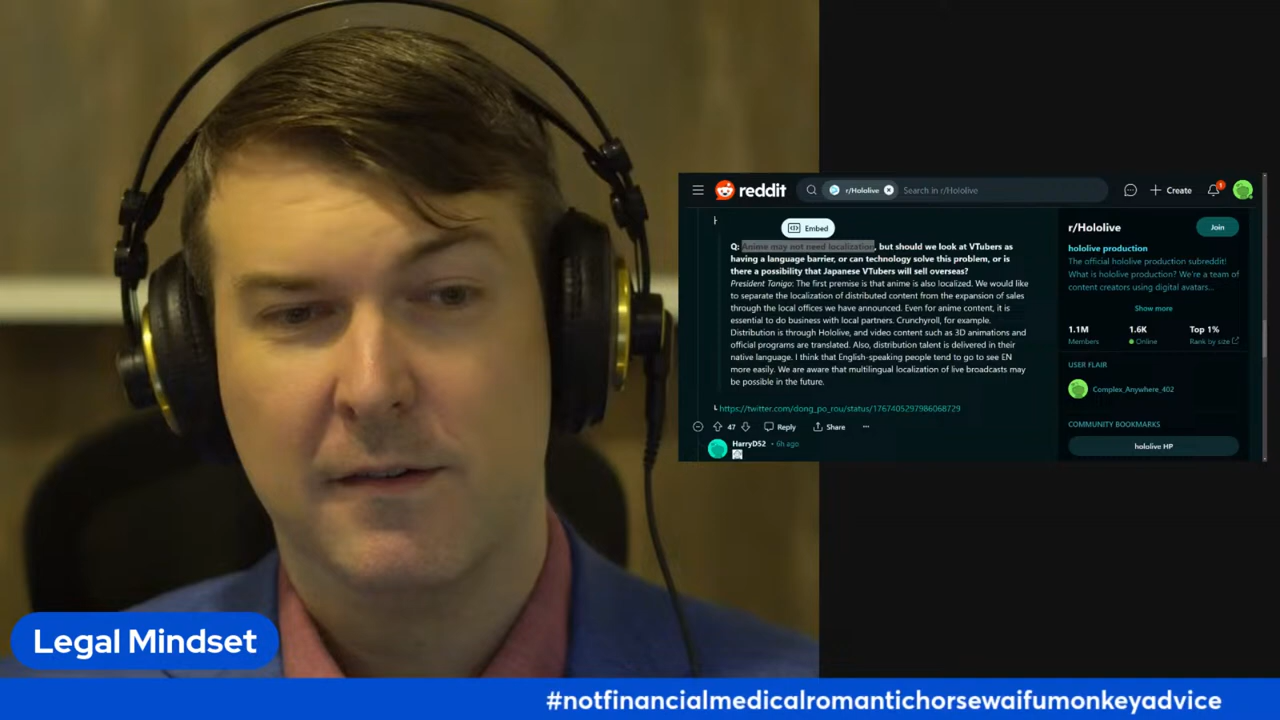 reddit
r/Hololive
Search in r/Hololive
Create
1
Embed
Q: Anime may not need localization, but should we look at VTubers as
having a language barrier, or can technology solve this problem, or is
there a possibility that Japanese VTubers will sell overseas?
President Tanigo: The first premise is that anime is also localized. We would like
to separate the localization of distributed content from the expansion of sales
through the local offices we have announced. Even for anime content, it is
essential to do business with local partners. Crunchyroll, for example.
Distribution is through Hololive, and video content such as 3D animations and
official programs are translated. Also, distribution talent is delivered in their
native language. I think that English-speaking people tend to go to see EN
more easily. We are aware that multilingual localization of live broadcasts may
be possible in the future.
https://twitter.com/dong_po_rou/status/1767405297986068729
47
Reply
Share
HarryD52 • 6h ago
r/Hololive
Join
hololive production
The official hololive production subreddit!
What is hololive production? We're a team of
content creators using digital avatars...
Show more
1.1M
1.6K
Top 1%
Members
Online
Rank by size
USER FLAIR
Complex_Anywhere_402
COMMUNITY BOOKMARKS
hololive HP
Legal Mindset
#notfinancialmedicalromantichorsewaifumonkeyadvice